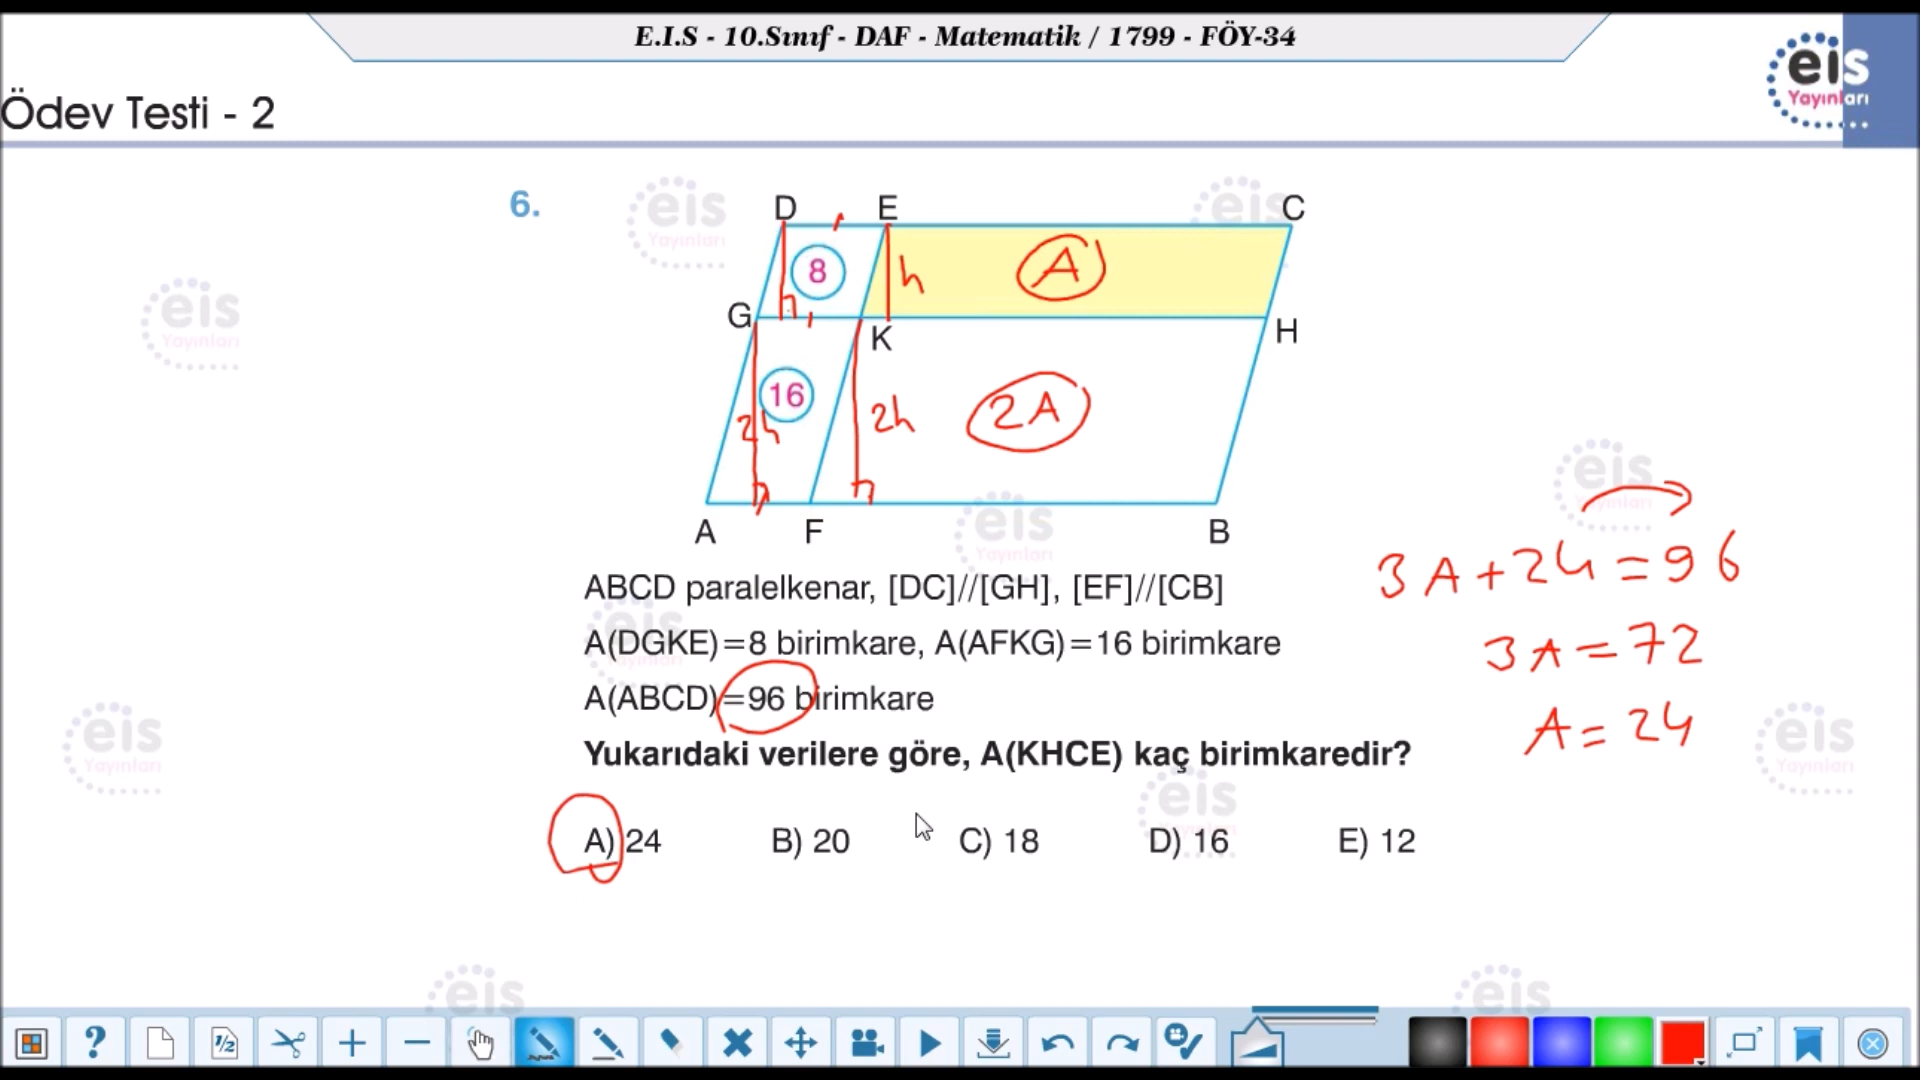 E.I.S - 10.Sınıf - DAF - Matematik / 1799 - FÖY-34
eis
Yayınları
Ödev Testi - 2
6.
D E C
8 h A
h
G K H
16 2h 2h 2A
A F B
ABCD paralelkenar, [DC]//[GH], [EF]//[CB]
A(DGKE)=8 birimkare, A(AFKG)=16 birimkare
A(ABCD)=96 birimkare
Yukarıdaki verilere göre, A(KHCE) kaç birimkaredir?
A) 24 B) 20 C) 18 D) 16 E) 12
3A+24=96
3A=72
A=24